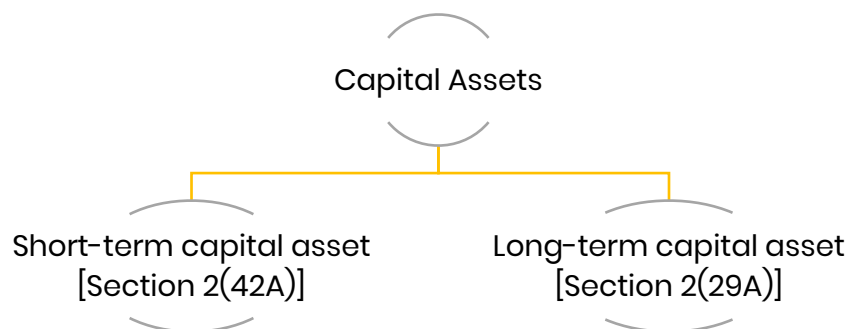 Capital Assets
Short-term capital asset
[Section 2(42A)]
Long-term capital asset
[Section 2(29A)]